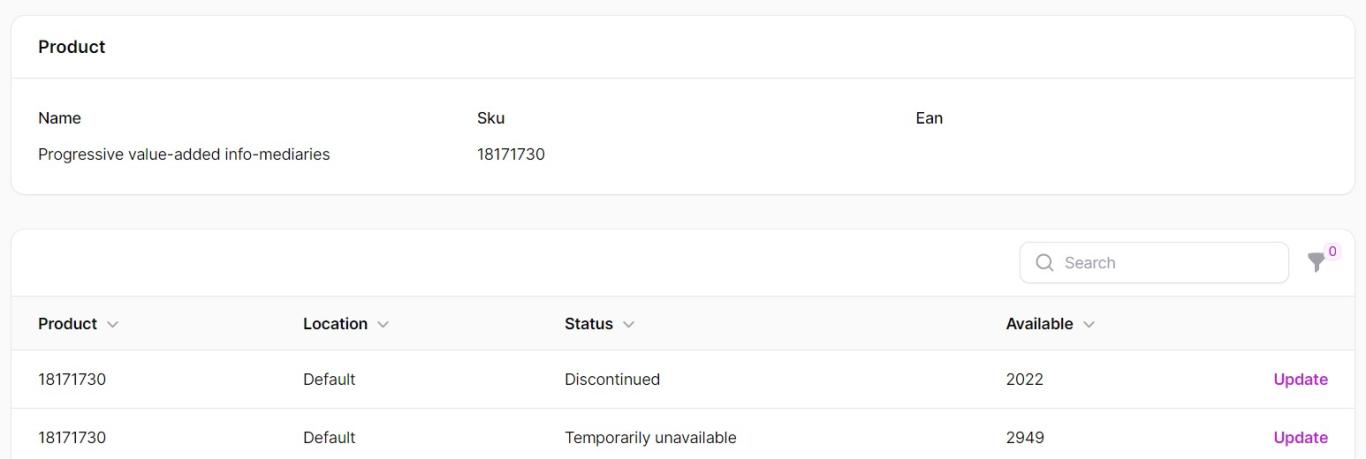 Product
Name Sku Ean
Progressive value-added info-mediaries 18171730
Search 0
Product Location Status Available
18171730 Default Discontinued 2022 Update
18171730 Default Temporarily unavailable 2949 Update